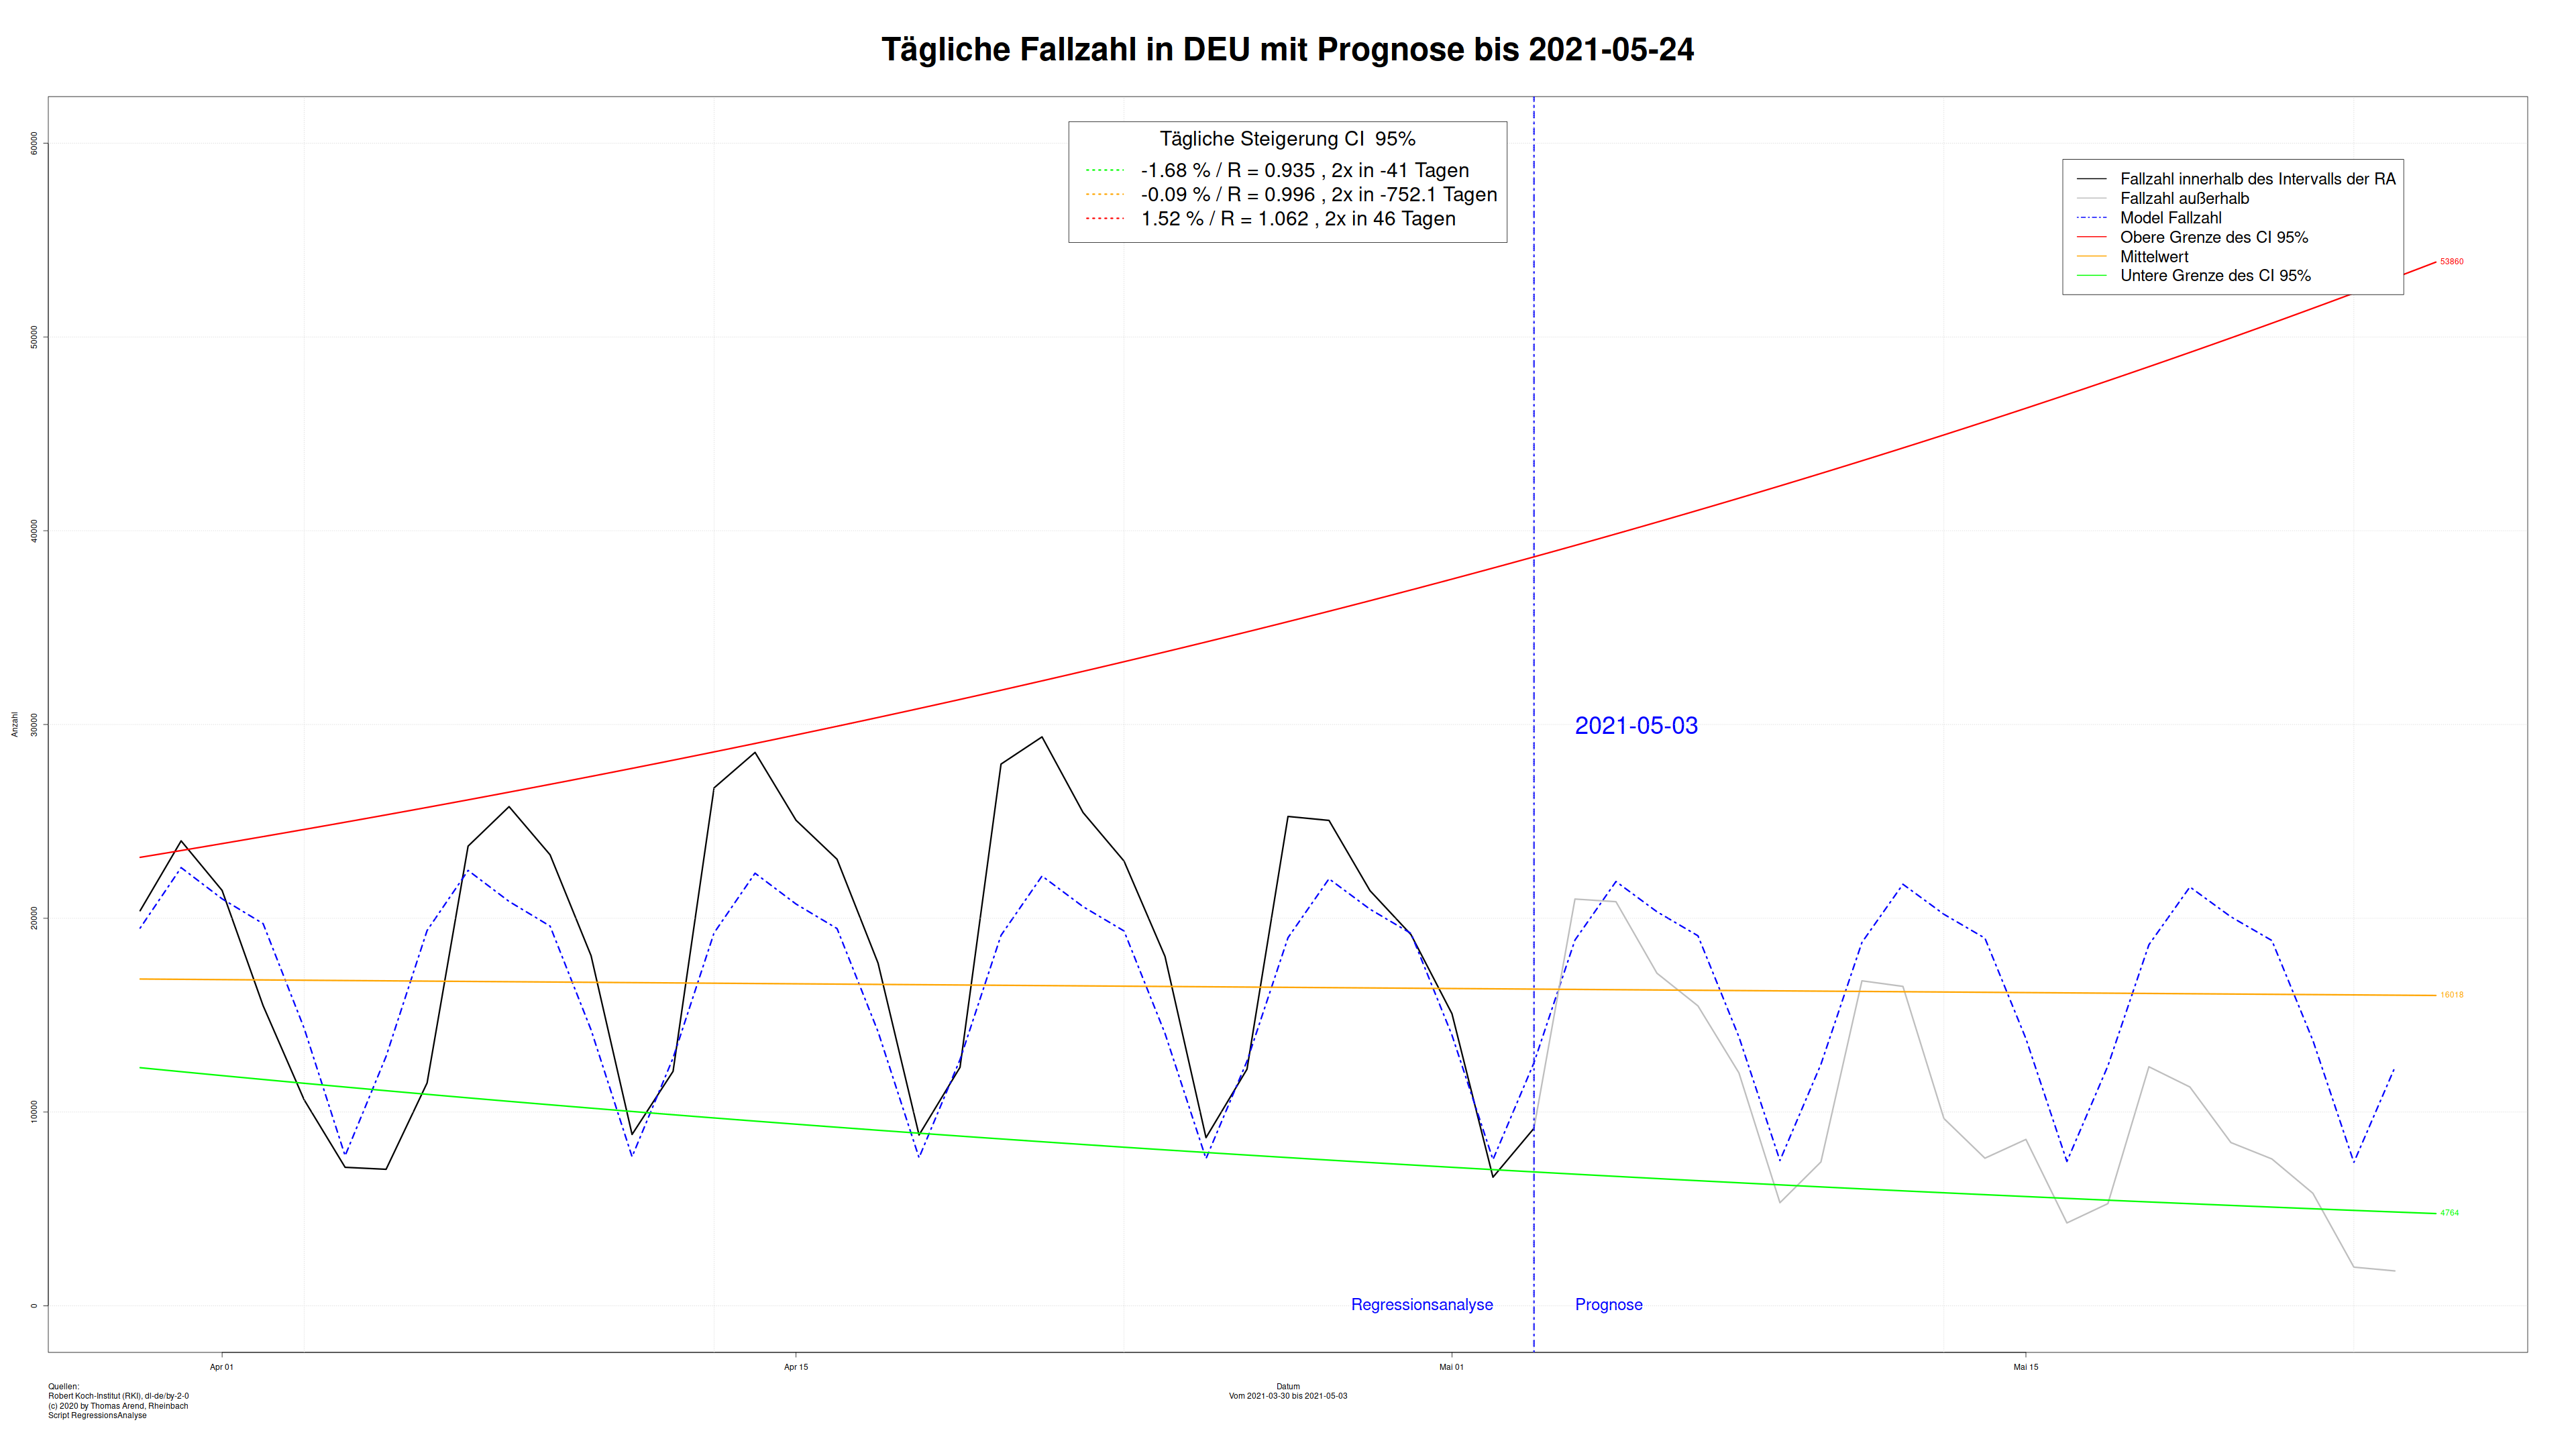 Tägliche Fallzahl in DEU mit Prognose bis 2021-05-24
Tägliche Steigerung CI  95%
-1.68 % / R = 0.935 , 2x in -41 Tagen
-0.09 % / R = 0.996 , 2x in -752.1 Tagen
1.52 % / R = 1.062 , 2x in 46 Tagen
Fallzahl innerhalb des Intervalls der RA
Fallzahl außerhalb
Model Fallzahl
Obere Grenze des CI 95%
Mittelwert
Untere Grenze des CI 95%
53860
16018
4764
2021-05-03
Regressionsanalyse
Prognose
Anzahl
60000
50000
40000
30000
20000
10000
0
Apr 01
Apr 15
Mai 01
Mai 15
Datum
Vom 2021-03-30 bis 2021-05-03
Quellen:
Robert Koch-Institut (RKI), dl-de/by-2-0
(c) 2020 by Thomas Arend, Rheinbach
Script RegressionsAnalyse